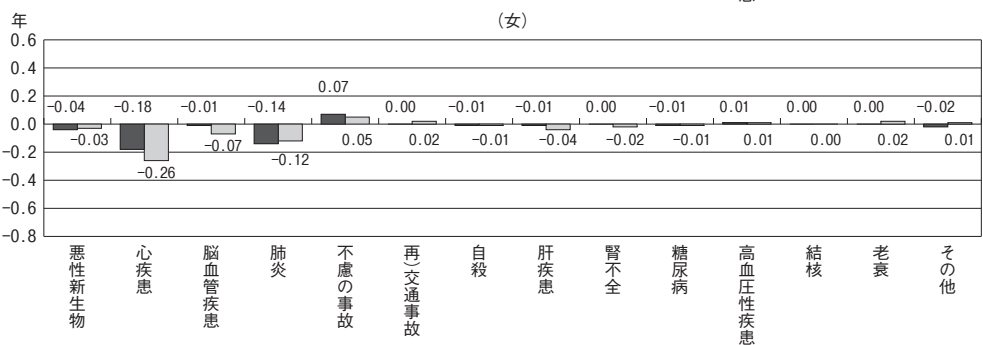 年
(女)
0.6
0.4
0.2
0.0
-0.2
-0.4
-0.6
-0.8
-0.04 -0.18 -0.01 -0.14 0.07 0.00 -0.01 -0.01 0.00 -0.01 0.01 0.00 0.00 -0.02
-0.03 -0.26 -0.07 -0.12 0.05 0.02 -0.01 -0.04 -0.02 -0.01 0.01 0.00 0.02 0.01
悪性新生物
心疾患
脳血管疾患
肺炎
不慮の事故
再)交通事故
自殺
肝疾患
腎不全
糖尿病
高血圧性疾患
結核
老衰
その他